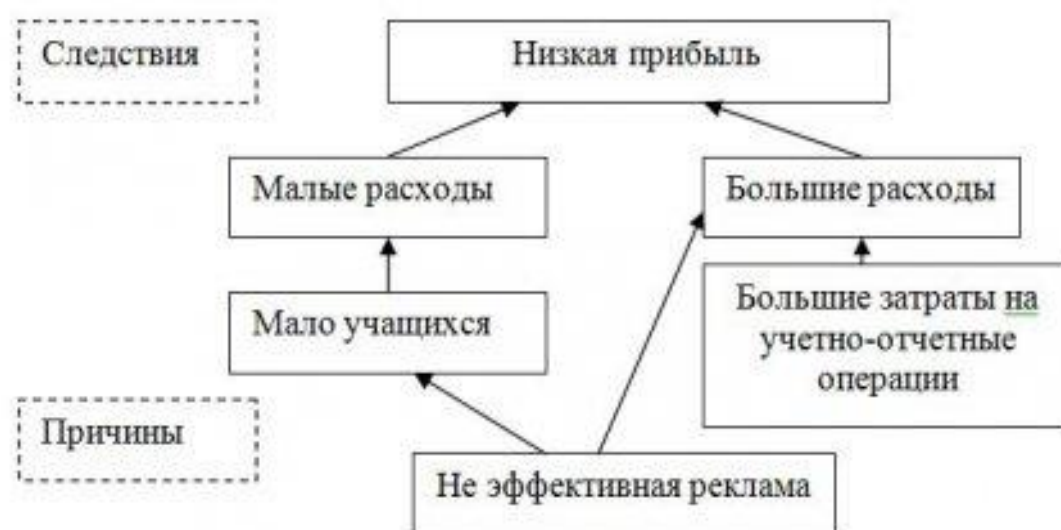 Следствия
Низкая прибыль
Малые расходы
Большие расходы
Мало учащихся
Большие затраты на
учетно-отчетные
операции
Причины
Не эффективная реклама